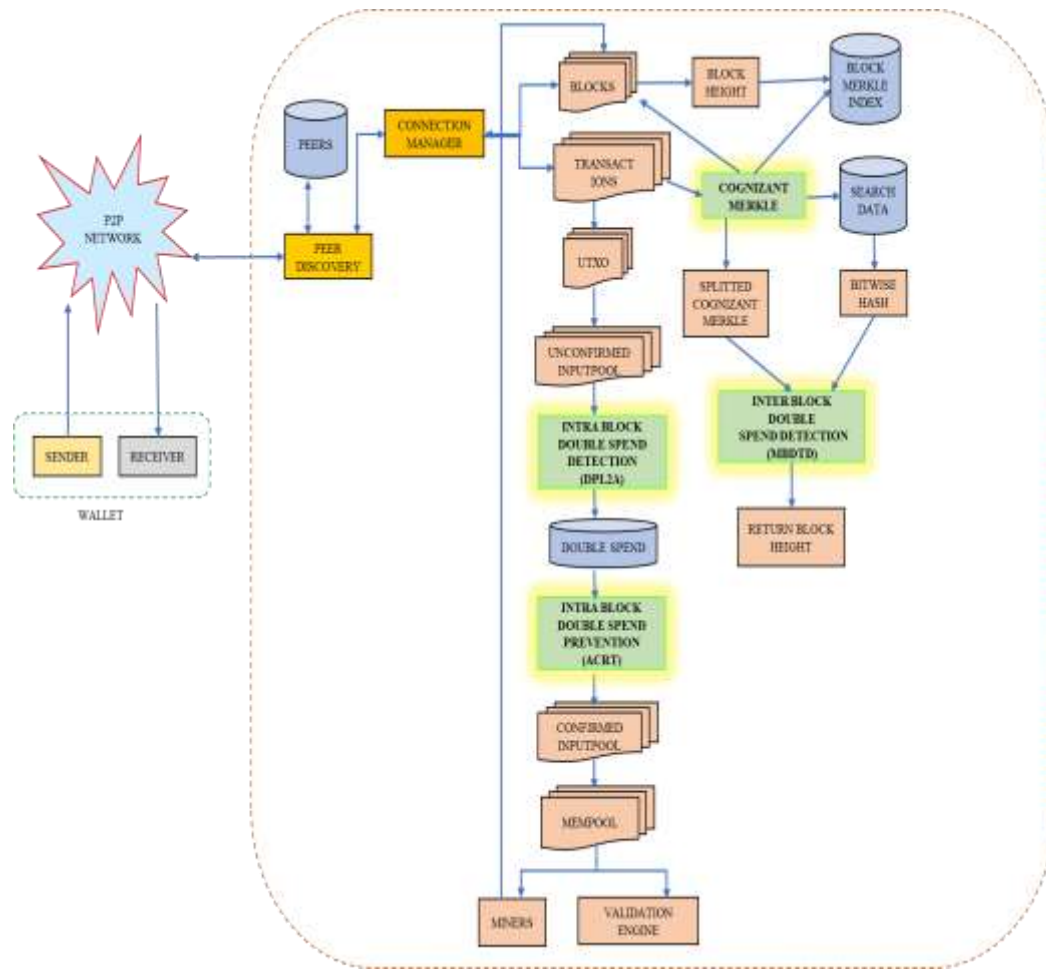 BLOCKS
BLOCK
HEIGHT
BLOCK
MERKLE
INDEX
PEERS
CONNECTION
MANAGER
TRANSACT
IONS
COGNIZANT
MERKLE
SEARCH
DATA
P2P
NETWORK
PEER
DISCOVERY
UTXO
SPLITTED
COGNIZANT
MERKLE
BITWISE
HASH
UNCONFIRMED
INPUTPOOL
INTRA BLOCK
DOUBLE SPEND
DETECTION
(DPL2A)
INTER BLOCK
DOUBLE
SPEND DETECTION
(MBDTD)
SENDER
RECEIVER
WALLET
DOUBLE SPEND
RETURN BLOCK
HEIGHT
INTRA BLOCK
DOUBLE SPEND
PREVENTION
(ACRT)
CONFIRMED
INPUTPOOL
MEMPOOL
MINERS
VALIDATION
ENGINE